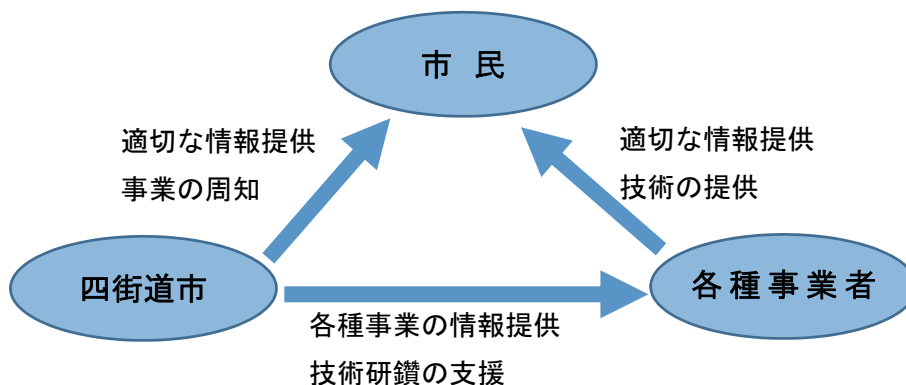 市 民
適切な情報提供
事業の周知
適切な情報提供
技術の提供
四街道市
各種事業者
各種事業の情報提供
技術研鑽の支援